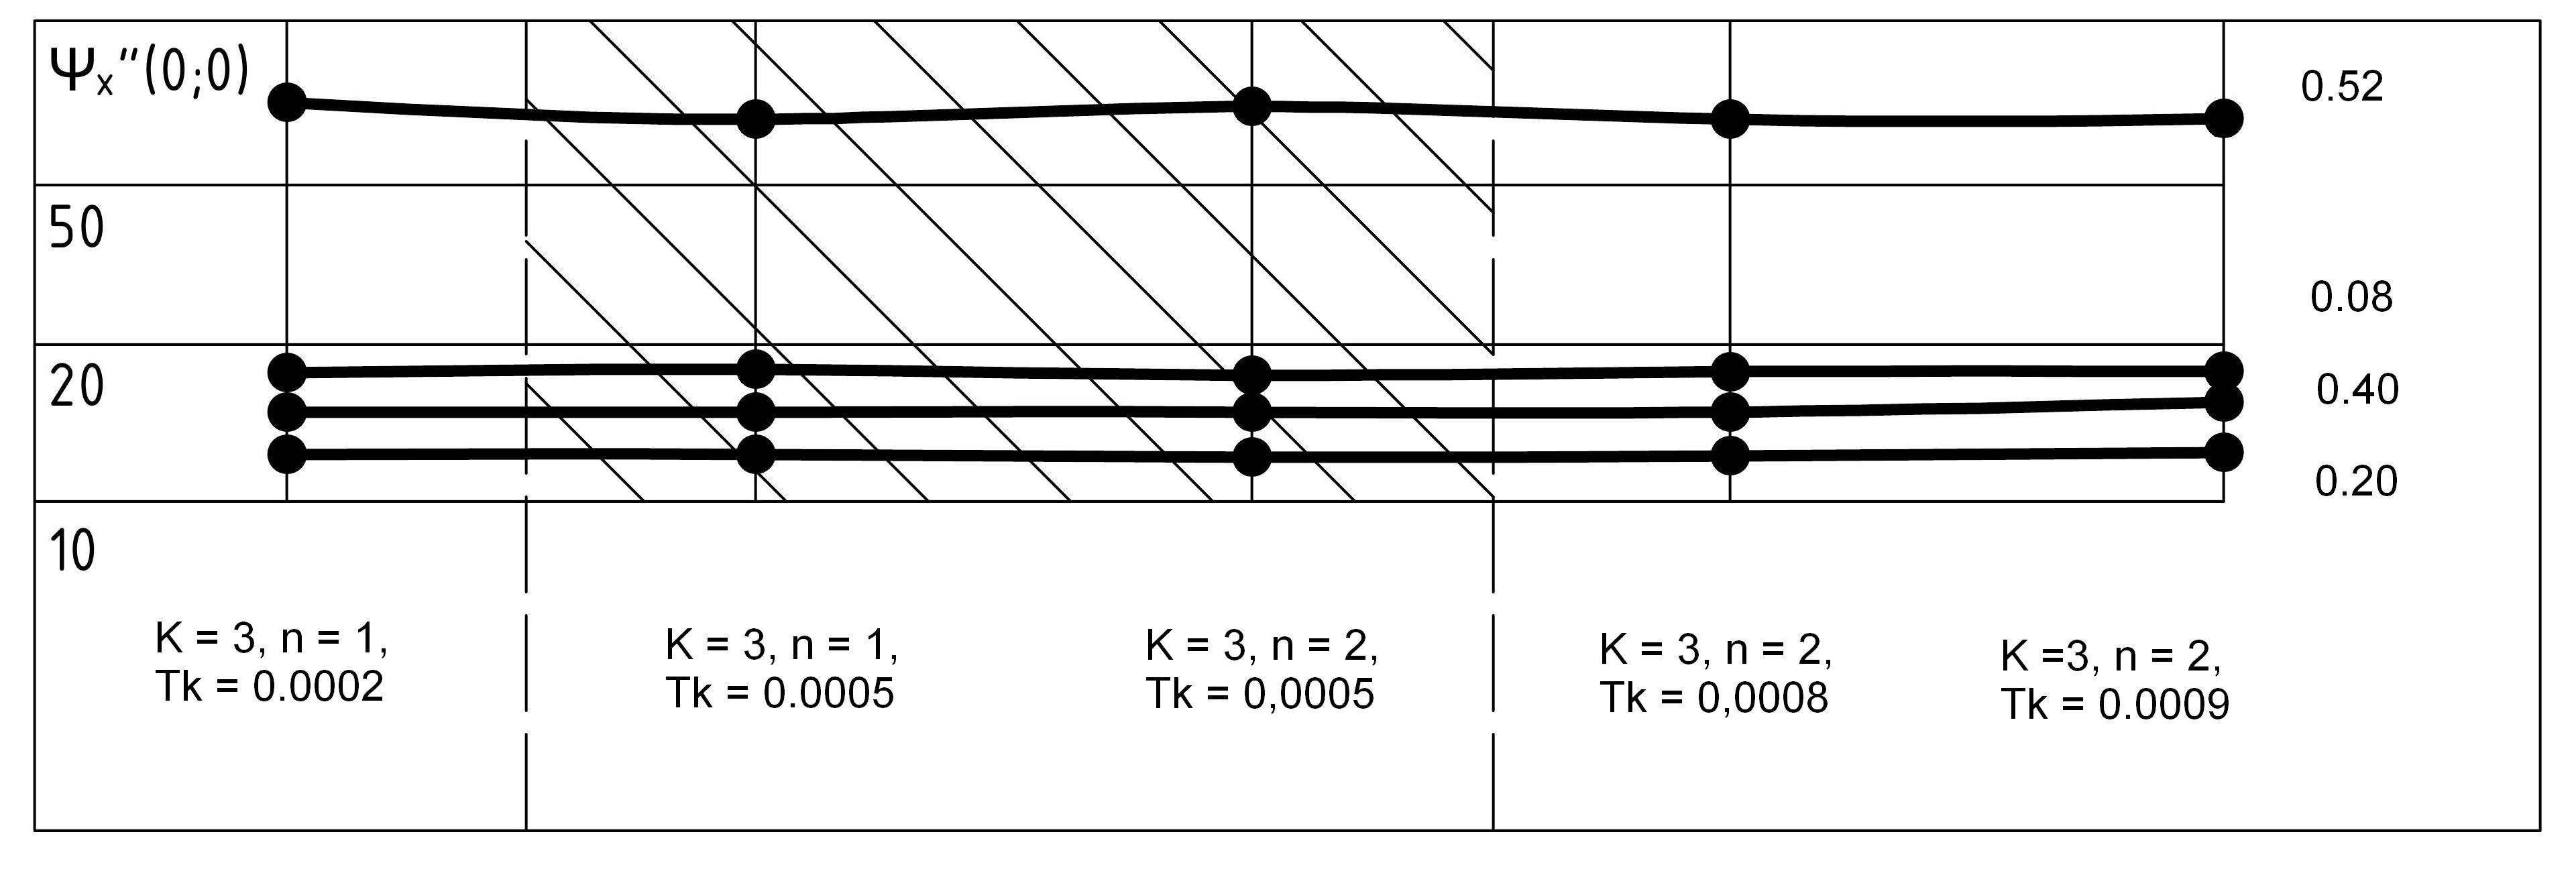 Ψx″(0;0)
0.52
50
0.08
20
0.40
0.20
10
K = 3, n = 1,
Tk = 0.0002
K = 3, n = 1,
Tk = 0.0005
K = 3, n = 2,
Tk = 0,0005
K = 3, n = 2,
Tk = 0,0008
K =3, n = 2,
Tk = 0.0009